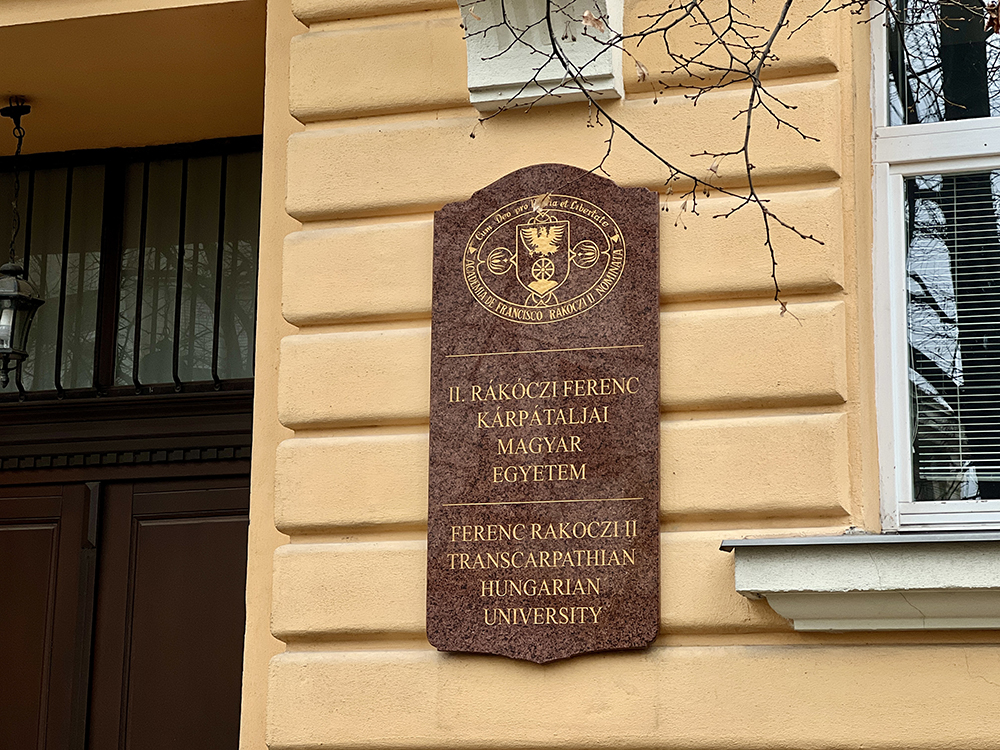 Cum Deo pro Patria et Libertate
ACADEMIA DE FRANCISCO RÁKÓCZI II NOMINATA
II. RÁKÓCZI FERENC
KÁRPÁTALJAI
MAGYAR
EGYETEM
FERENC RAKOCZI II
TRANSCARPATHIAN
HUNGARIAN
UNIVERSITY